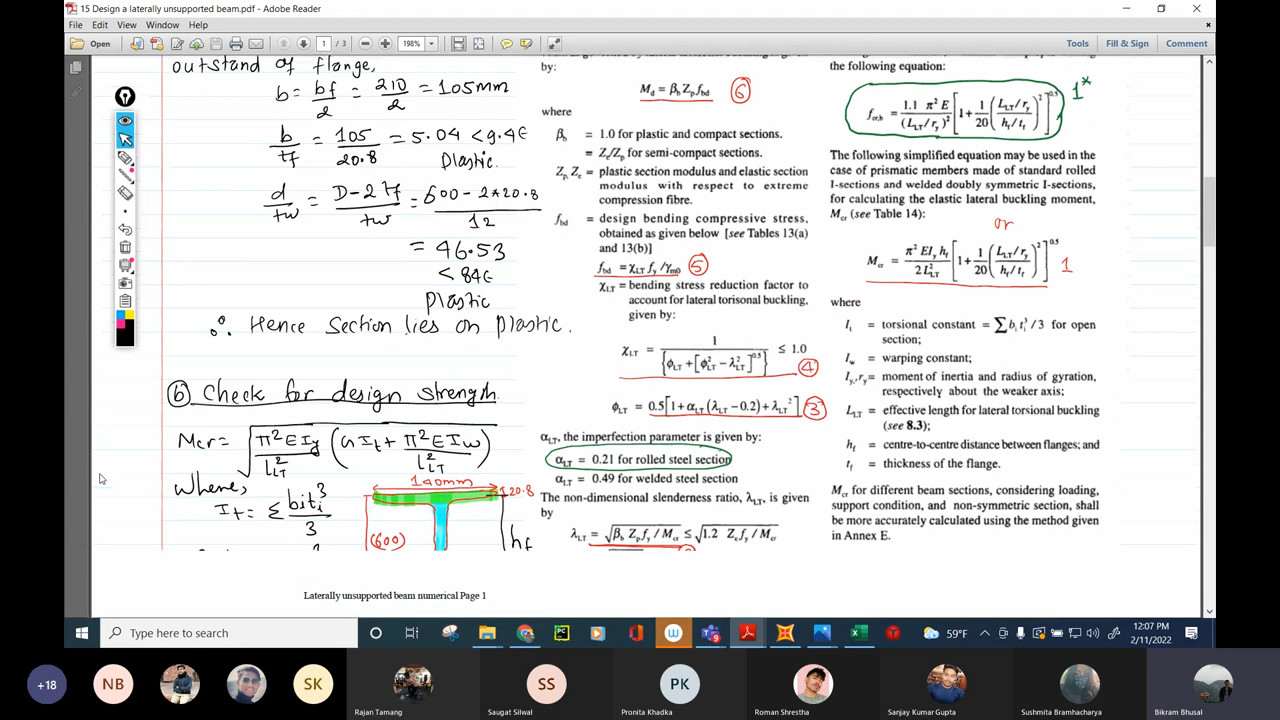 15 Design a laterally unsupported beam.pdf - Adobe Reader
File Edit View Window Help
Open 1 / 3 198% Tools Fill & Sign Comment
outstand of flange,
b = bf/2 = 210/2 = 105mm
b/tf = 105/20.8 = 5.04 < 9.4ε
Plastic.
d/tw = D-2tf/tw = 600-2*20.8/12
= 46.53
< 84ε
Plastic
∴ Hence Section lies on plastic.
⑥ Check for design strength.
Mcr = √(π²EIy/L²LT (GIt + π²EIw/L²LT))
Where,
It = Σ biti³/3
140mm
20.8
(600)
hf
by:
Md = βb Zp fbd ⑥
where
βb = 1.0 for plastic and compact sections.
= Ze/Zp for semi-compact sections.
Zp, Ze = plastic section modulus and elastic section
modulus with respect to extreme
compression fibre.
fbd = design bending compressive stress,
obtained as given below [see Tables 13(a)
and 13(b)]
fbd = χLT fy /γm0 ⑤
χLT = bending stress reduction factor to
account for lateral torisonal buckling,
given by:
χLT = 1/{φLT + [φ²LT − λ²LT]^0.5} ≤ 1.0 ④
φLT = 0.5[1 + αLT (λLT − 0.2) + λLT²] ③
αLT, the imperfection parameter is given by:
αLT = 0.21 for rolled steel section
αLT = 0.49 for welded steel section
The non-dimensional slenderness ratio, λLT, is given
by
λLT = √(βb Zp fy / Mcr) ≤ √(1.2 Ze fy / Mcr)
the following equation:
fcr,b = 1.1 π² E/(LLT/ry)² [1 + 1/20 ((LLT/ry)/(hf/tf))²]^0.5 1*
The following simplified equation may be used in the
case of prismatic members made of standard rolled
I-sections and welded doubly symmetric I-sections,
for calculating the elastic lateral buckling moment,
Mcr (see Table 14):
or
Mcr = π² EIy hf/2 L²LT [1 + 1/20 ((LLT/ry)/(hf/tf))²]^0.5 1
where
It = torsional constant = ∑ bi ti³/3 for open
section;
Iw = warping constant;
Iy, ry = moment of inertia and radius of gyration,
respectively about the weaker axis;
LLT = effective length for lateral torsional buckling
(see 8.3);
hf = centre-to-centre distance between flanges; and
tf = thickness of the flange.
Mcr for different beam sections, considering loading,
support condition, and non-symmetric section, shall
be more accurately calculated using the method given
in Annex E.
Laterally unsupported beam numerical Page 1
Type here to search
59°F
12:07 PM
2/11/2022
+18 NB SK SS PK
Rajan Tamang Saugat Silwal Pronita Khadka Roman Shrestha Sanjay Kumar Gupta Sushmita Bramhacharya Bikram Bhusal